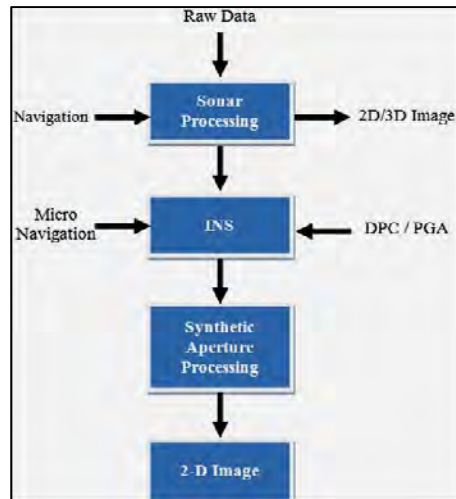 Raw Data
Navigation
Sonar
Processing
2D/3D Image
Micro
Navigation
INS
DPC / PGA
Synthetic
Aperture
Processing
2-D Image